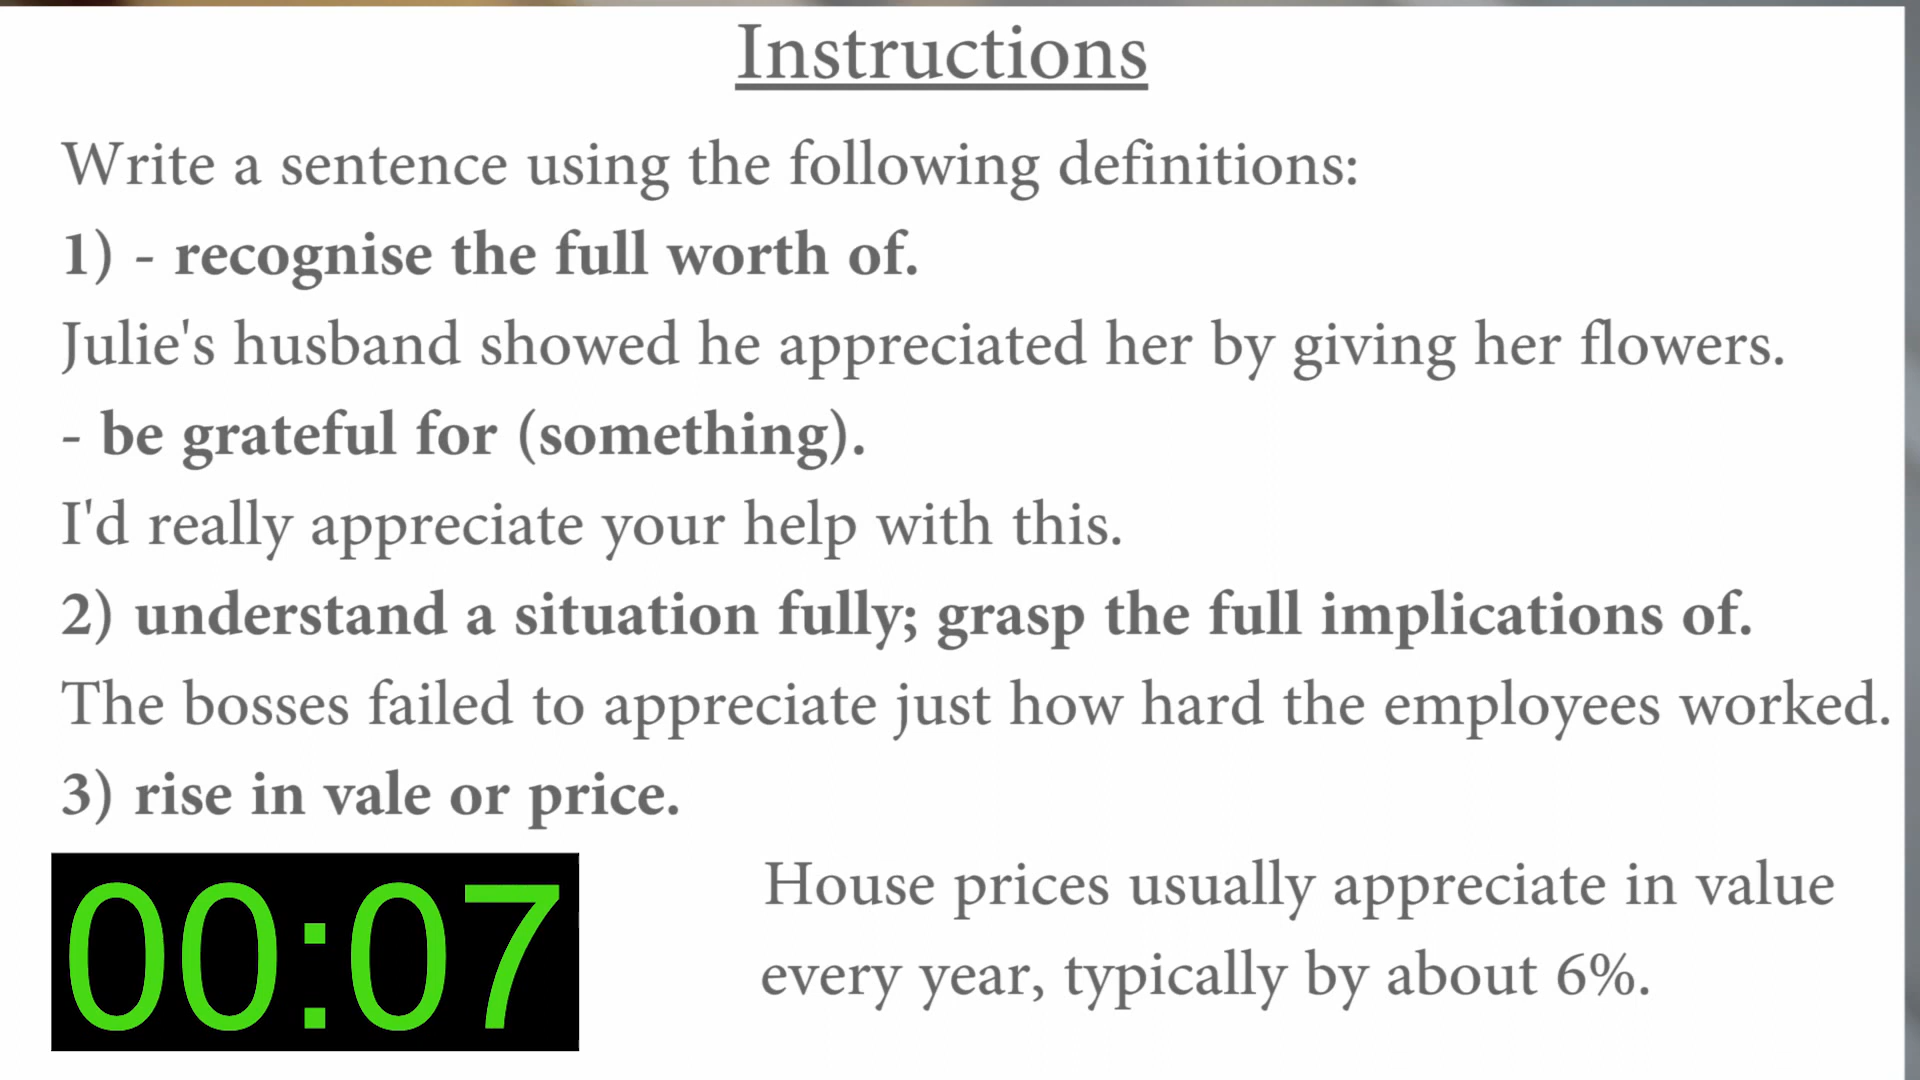 Instructions
Write a sentence using the following definitions:
1) - recognise the full worth of.
Julie's husband showed he appreciated her by giving her flowers.
- be grateful for (something).
I'd really appreciate your help with this.
2) understand a situation fully; grasp the full implications of.
The bosses failed to appreciate just how hard the employees worked.
3) rise in vale or price.
House prices usually appreciate in value
every year, typically by about 6%.
00:07